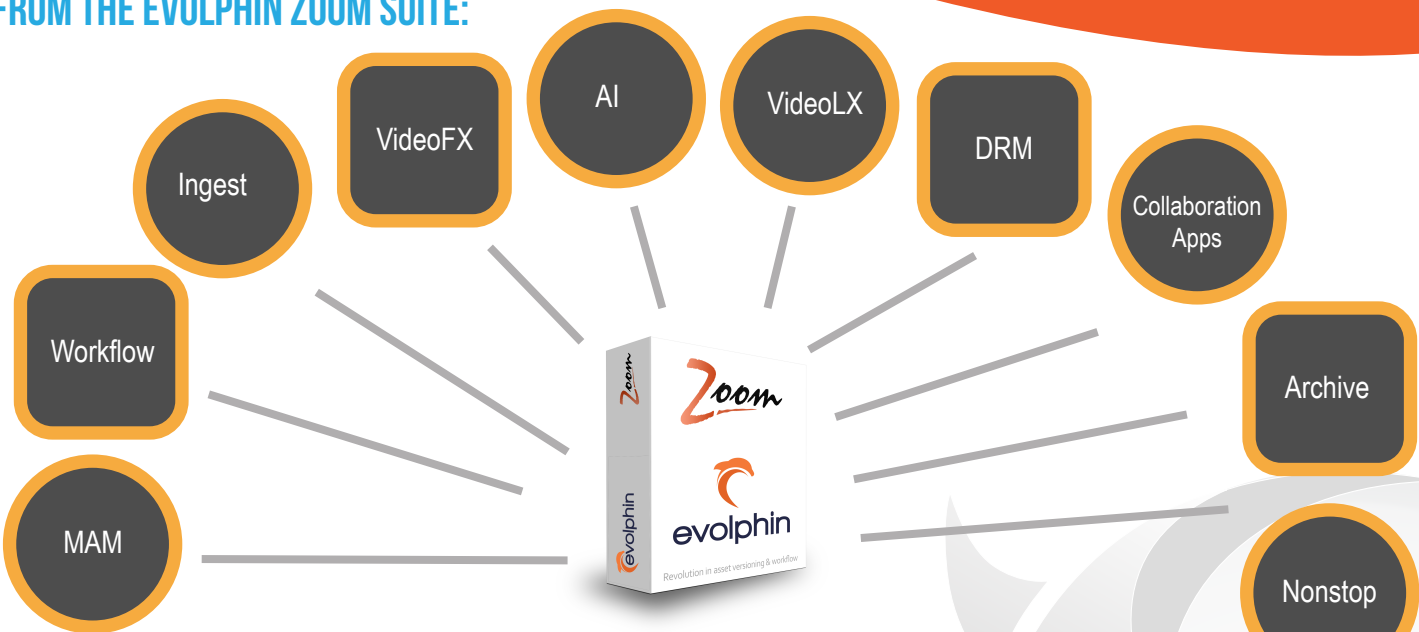 FROM THE EVOLPHIN ZOOM SUITE:
AI
VideoLX
VideoFX
DRM
Ingest
Collaboration
Apps
Workflow
Archive
MAM
Nonstop
Zoom
Zoom
evolphin
evolphin
Revolution in asset versioning & workflow